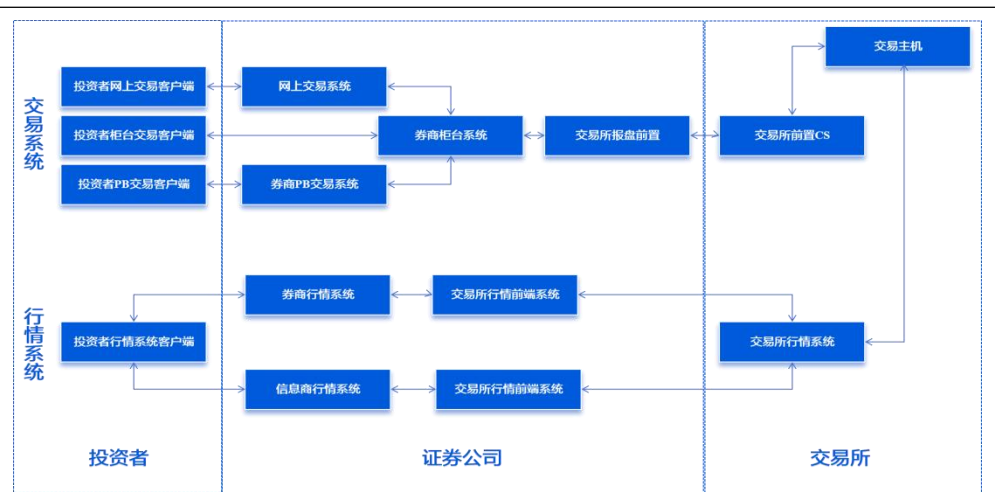 交易主机
投资者网上交易客户端
网上交易系统
交易系统
投资者柜台交易客户端
券商柜台系统
交易所报盘前置
交易所前置CS
投资者PB交易客户端
券商PB交易系统
券商行情系统
交易所行情前端系统
行情系统
投资者行情系统客户端
交易所行情系统
信息商行情系统
交易所行情前端系统
投资者
证券公司
交易所